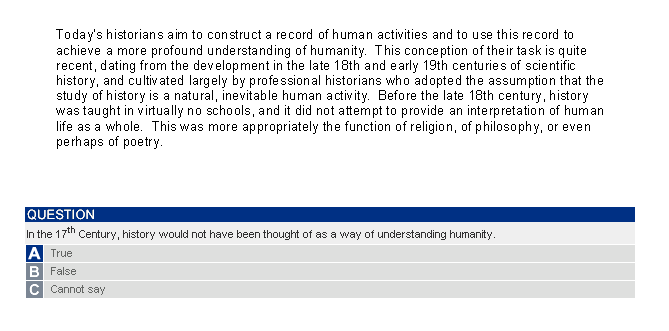 Today's historians aim to construct a record of human activities and to use this record to
achieve a more profound understanding of humanity. This conception of their task is quite
recent, dating from the development in the late 18th and early 19th centuries of scientific
history, and cultivated largely by professional historians who adopted the assumption that the
study of history is a natural, inevitable human activity. Before the late 18th century, history
was taught in virtually no schools, and it did not attempt to provide an interpretation of human
life as a whole. This was more appropriately the function of religion, of philosophy, or even
perhaps of poetry.
QUESTION
In the 17th Century, history would not have been thought of as a way of understanding humanity.
A True
B False
C Cannot say